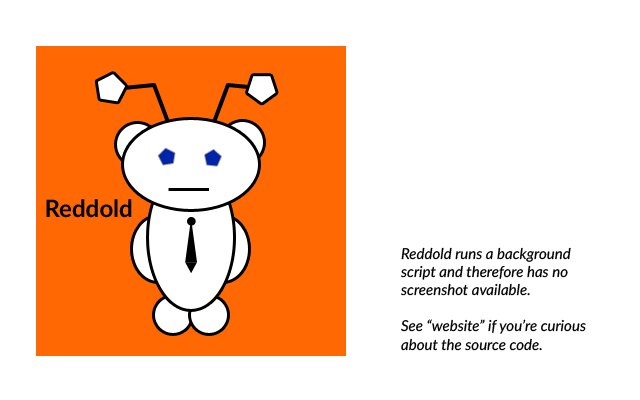 Reddold
Reddold runs a background
script and therefore has no
screenshot available.
See “website” if you’re curious
about the source code.